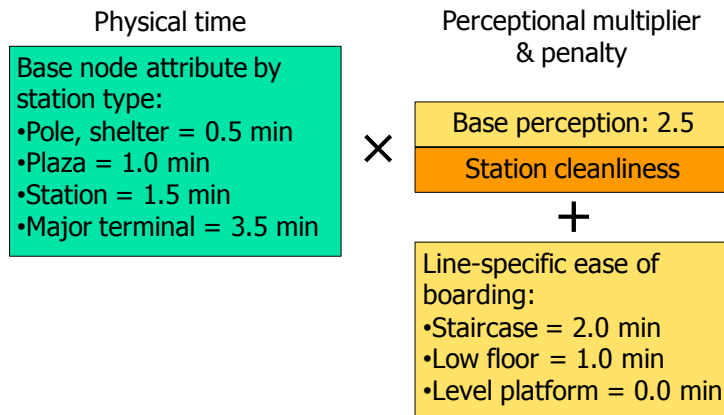 Physical time
Base node attribute by
station type:
•Pole, shelter = 0.5 min
•Plaza = 1.0 min
•Station = 1.5 min
•Major terminal = 3.5 min
×
Perceptional multiplier
& penalty
Base perception: 2.5
Station cleanliness
+
Line-specific ease of
boarding:
•Staircase = 2.0 min
•Low floor = 1.0 min
•Level platform = 0.0 min